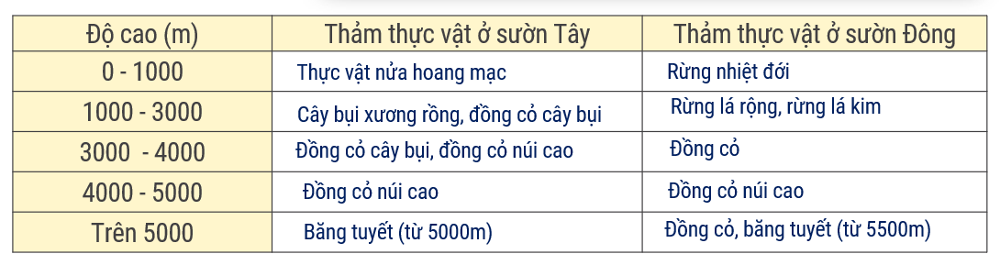 Độ cao (m) Thảm thực vật ở sườn Tây Thảm thực vật ở sườn Đông
0 - 1000 Thực vật nửa hoang mạc Rừng nhiệt đới
1000 - 3000 Cây bụi xương rồng, đồng cỏ cây bụi Rừng lá rộng, rừng lá kim
3000 - 4000 Đồng cỏ cây bụi, đồng cỏ núi cao Đồng cỏ
4000 - 5000 Đồng cỏ núi cao Đồng cỏ núi cao
Trên 5000 Băng tuyết (từ 5000m) Đồng cỏ, băng tuyết (từ 5500m)